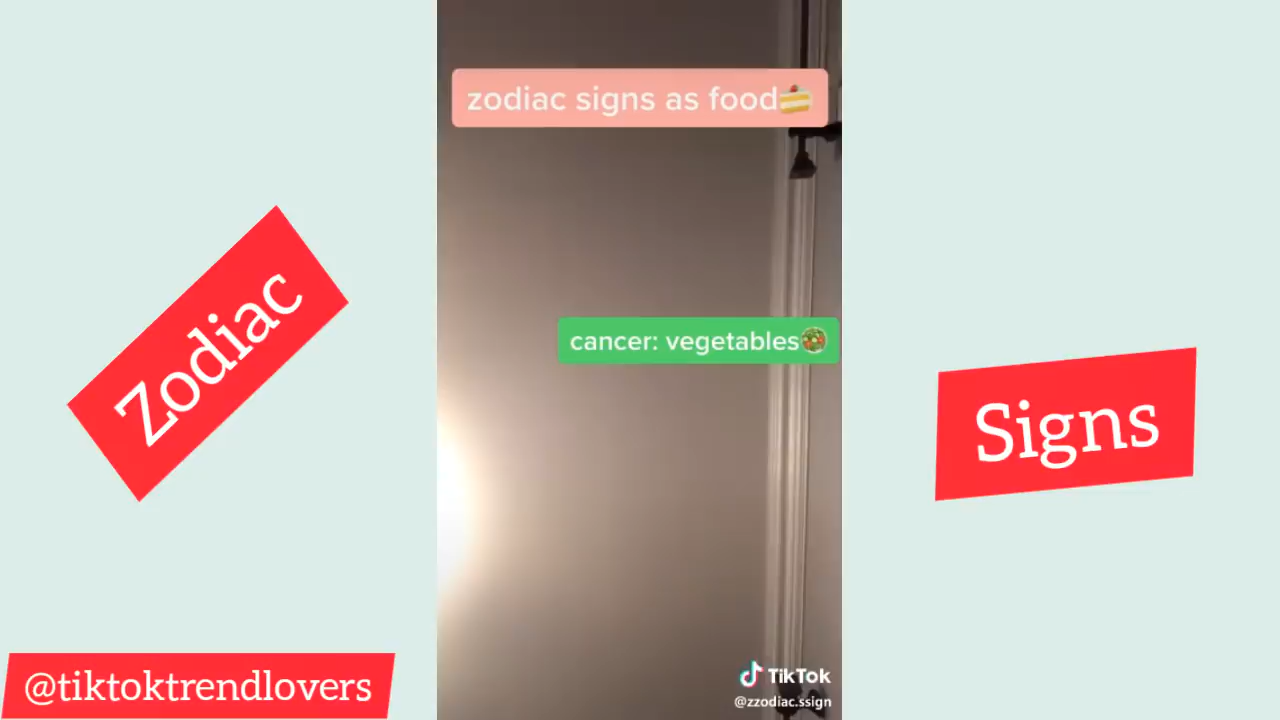 zodiac signs as food🍰
cancer: vegetables🥗
Zodiac
Signs
@tiktoktrendlovers
TikTok
@zzodiac.ssign